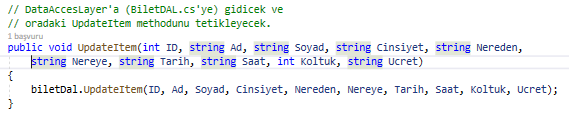 // DataAccesLayer'a (BiletDAL.cs'ye) gidicek ve
// oradaki UpdateItem methodunu tetikleyecek.
1 başvuru
public void UpdateItem(int ID, string Ad, string Soyad, string Cinsiyet, string Nereden,
string Nereye, string Tarih, string Saat, int Koltuk, string Ucret)
{
biletDal.UpdateItem(ID, Ad, Soyad, Cinsiyet, Nereden, Nereye, Tarih, Saat, Koltuk, Ucret);
}